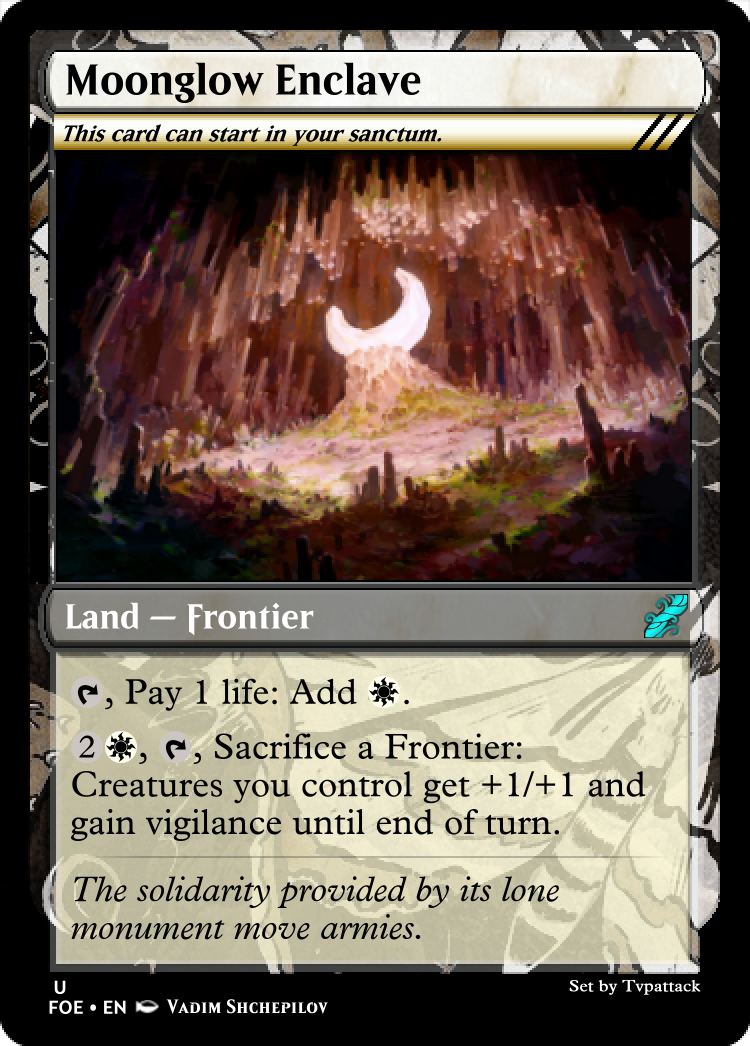 Moonglow Enclave
This card can start in your sanctum.
Land — Frontier
, Pay 1 life: Add .
2 , , Sacrifice a Frontier:
Creatures you control get +1/+1 and
gain vigilance until end of turn.
The solidarity provided by its lone
monument move armies.
U
Set by Tvpattack
FOE • EN Vadim Shchepilov